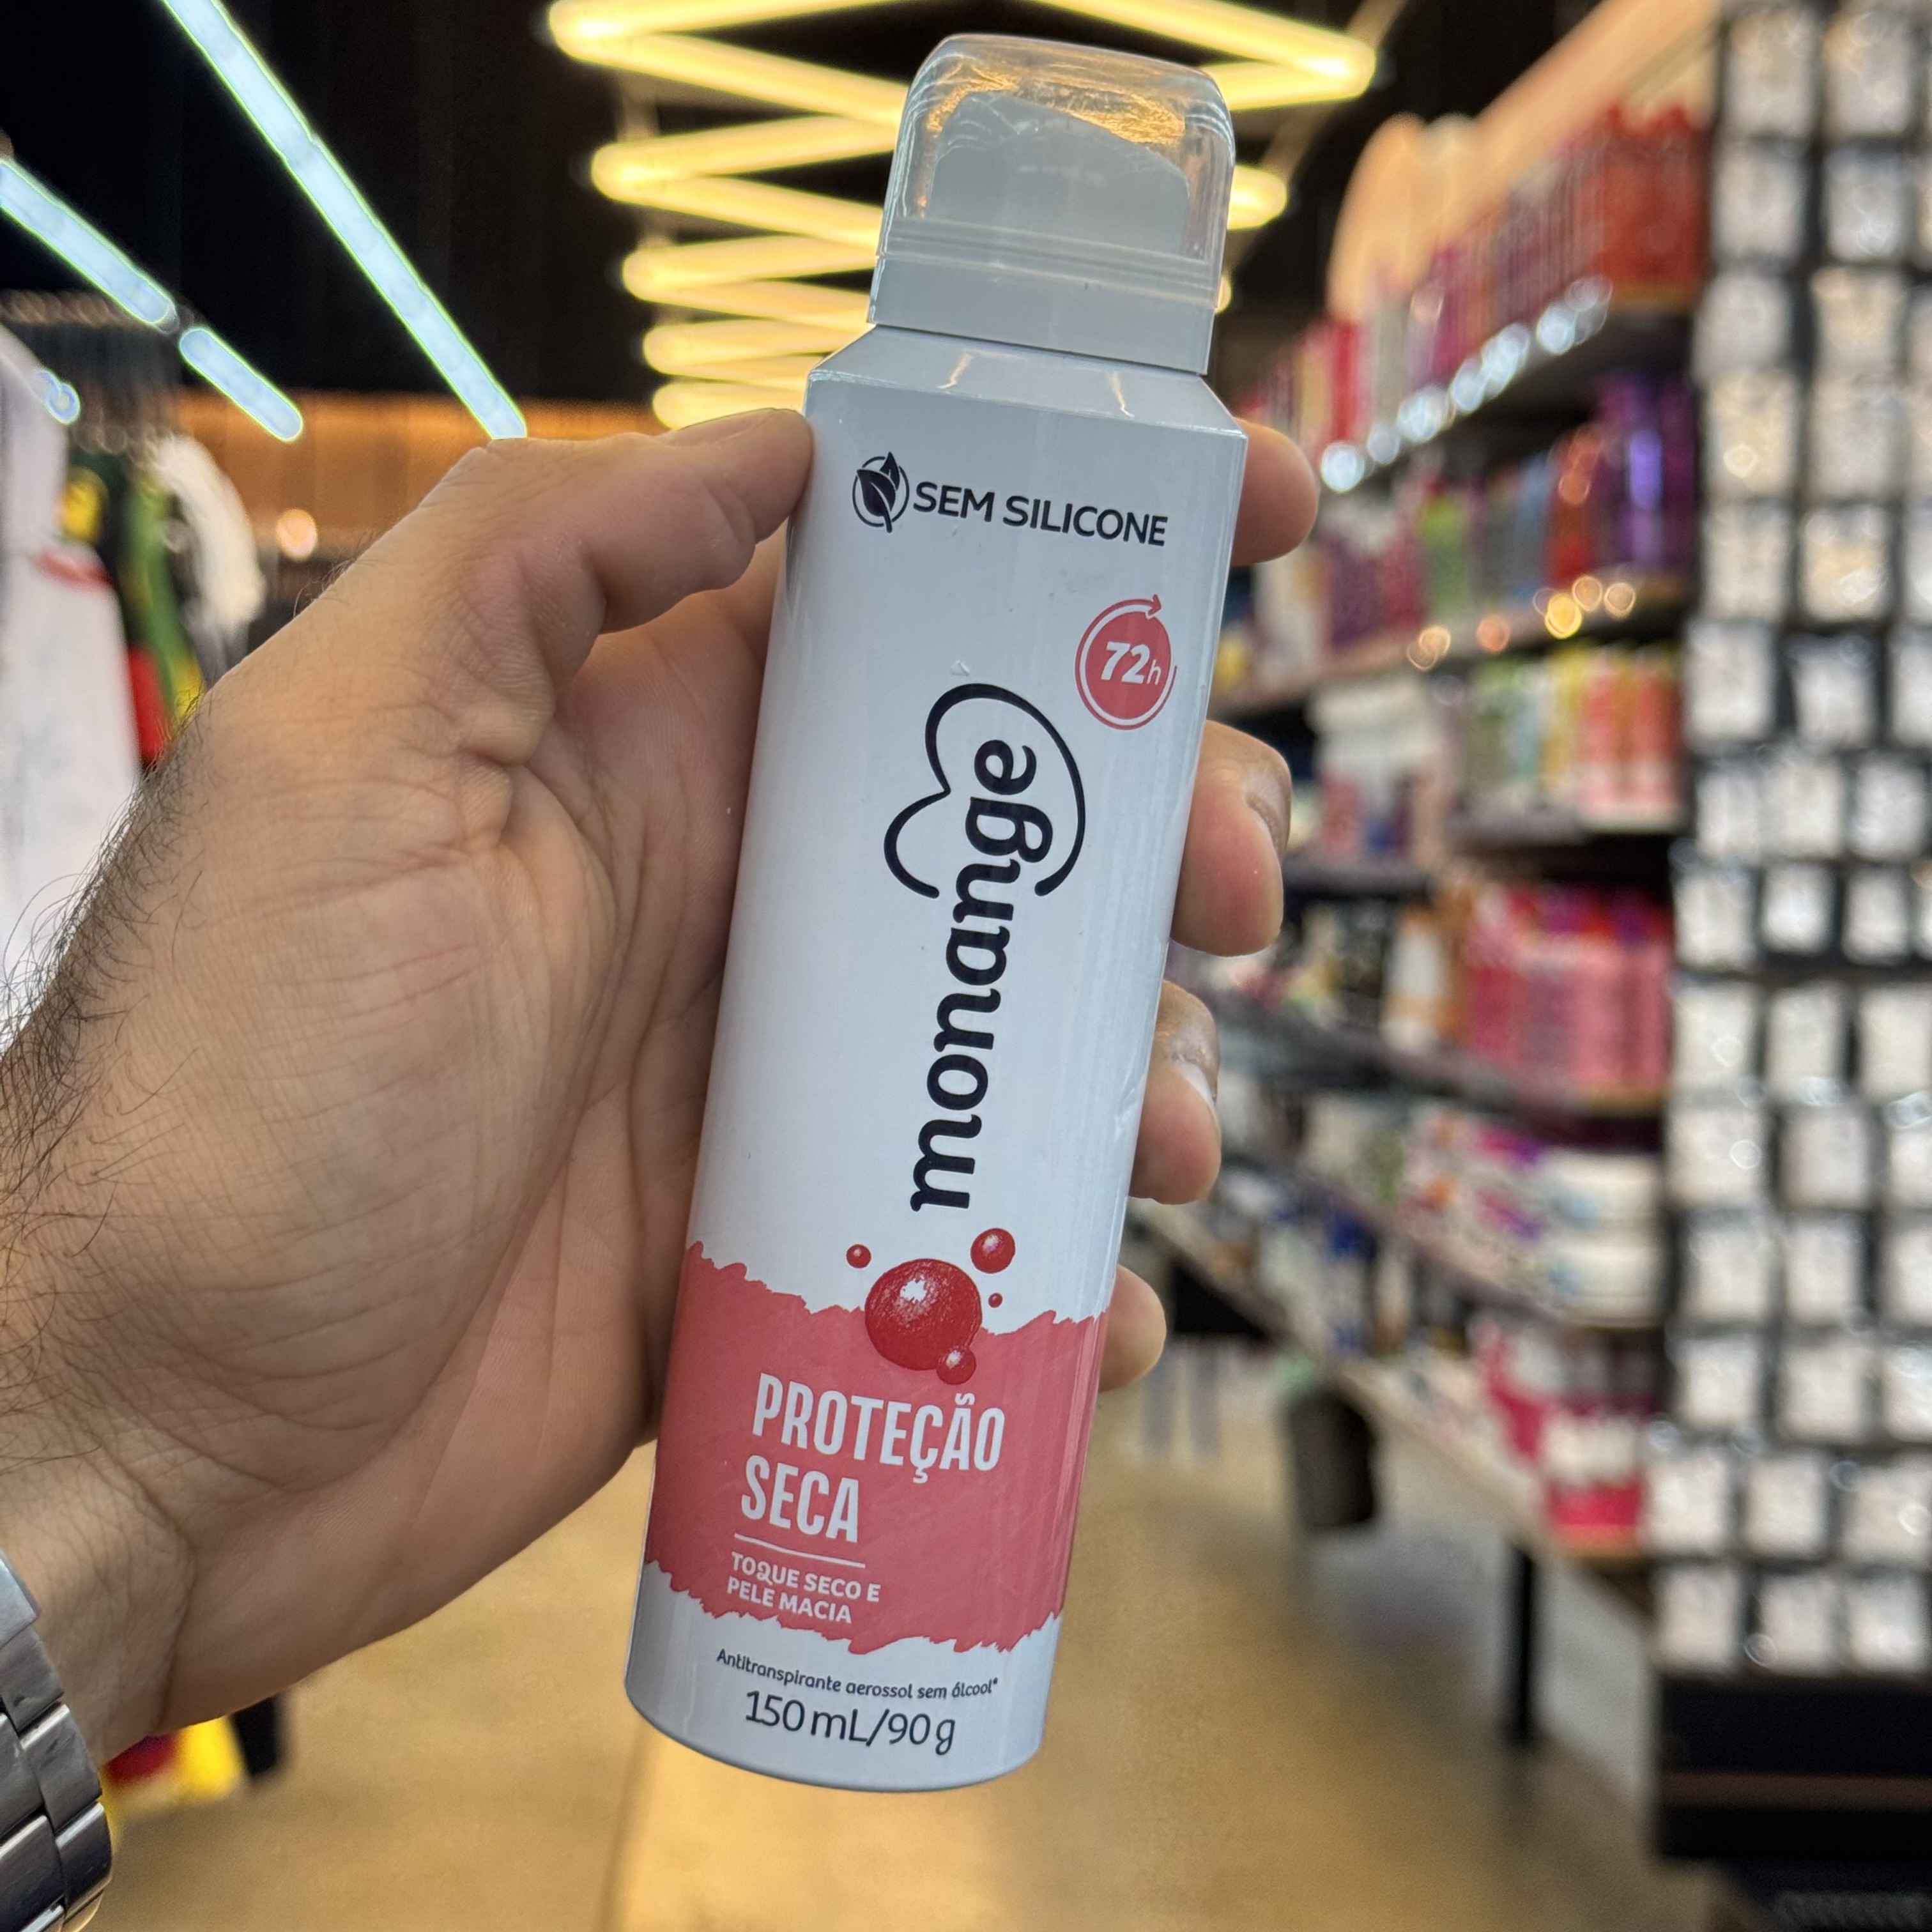 SEM SILICONE
72h
monange
PROTEÇÃO
SECA
TOQUE SECO E
PELE MACIA
Antitranspirante aerossol sem álcool*
150 mL/90 g